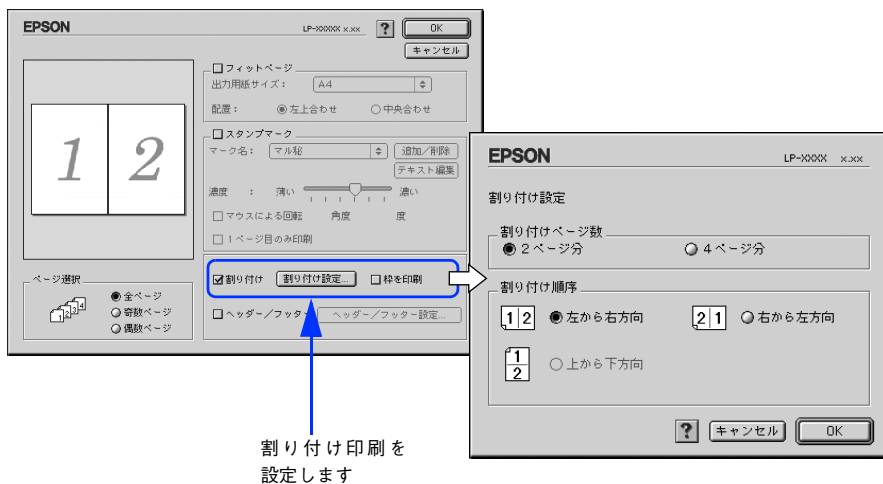 EPSON
LP-XXXXX x.xx
?
OK
キャンセル
フィットページ
出力用紙サイズ： A4
配置： 左上合わせ 中央合わせ
スタンプマーク
マーク名： マル秘 追加／削除
テキスト編集
濃度 ： 薄い 濃い
マウスによる回転 角度 度
1ページ目のみ印刷
割り付け 割り付け設定... 枠を印刷
ヘッダー／フッター ヘッダー／フッター設定...
1 2
ページ選択
1 2 3 4
全ページ
奇数ページ
偶数ページ
割り付け印刷を
設定します
EPSON
LP-XXXX x.xx
割り付け設定
割り付けページ数
2ページ分 4ページ分
割り付け順序
1 2 左から右方向 2 1 右から左方向
1
2
上から下方向
? キャンセル OK